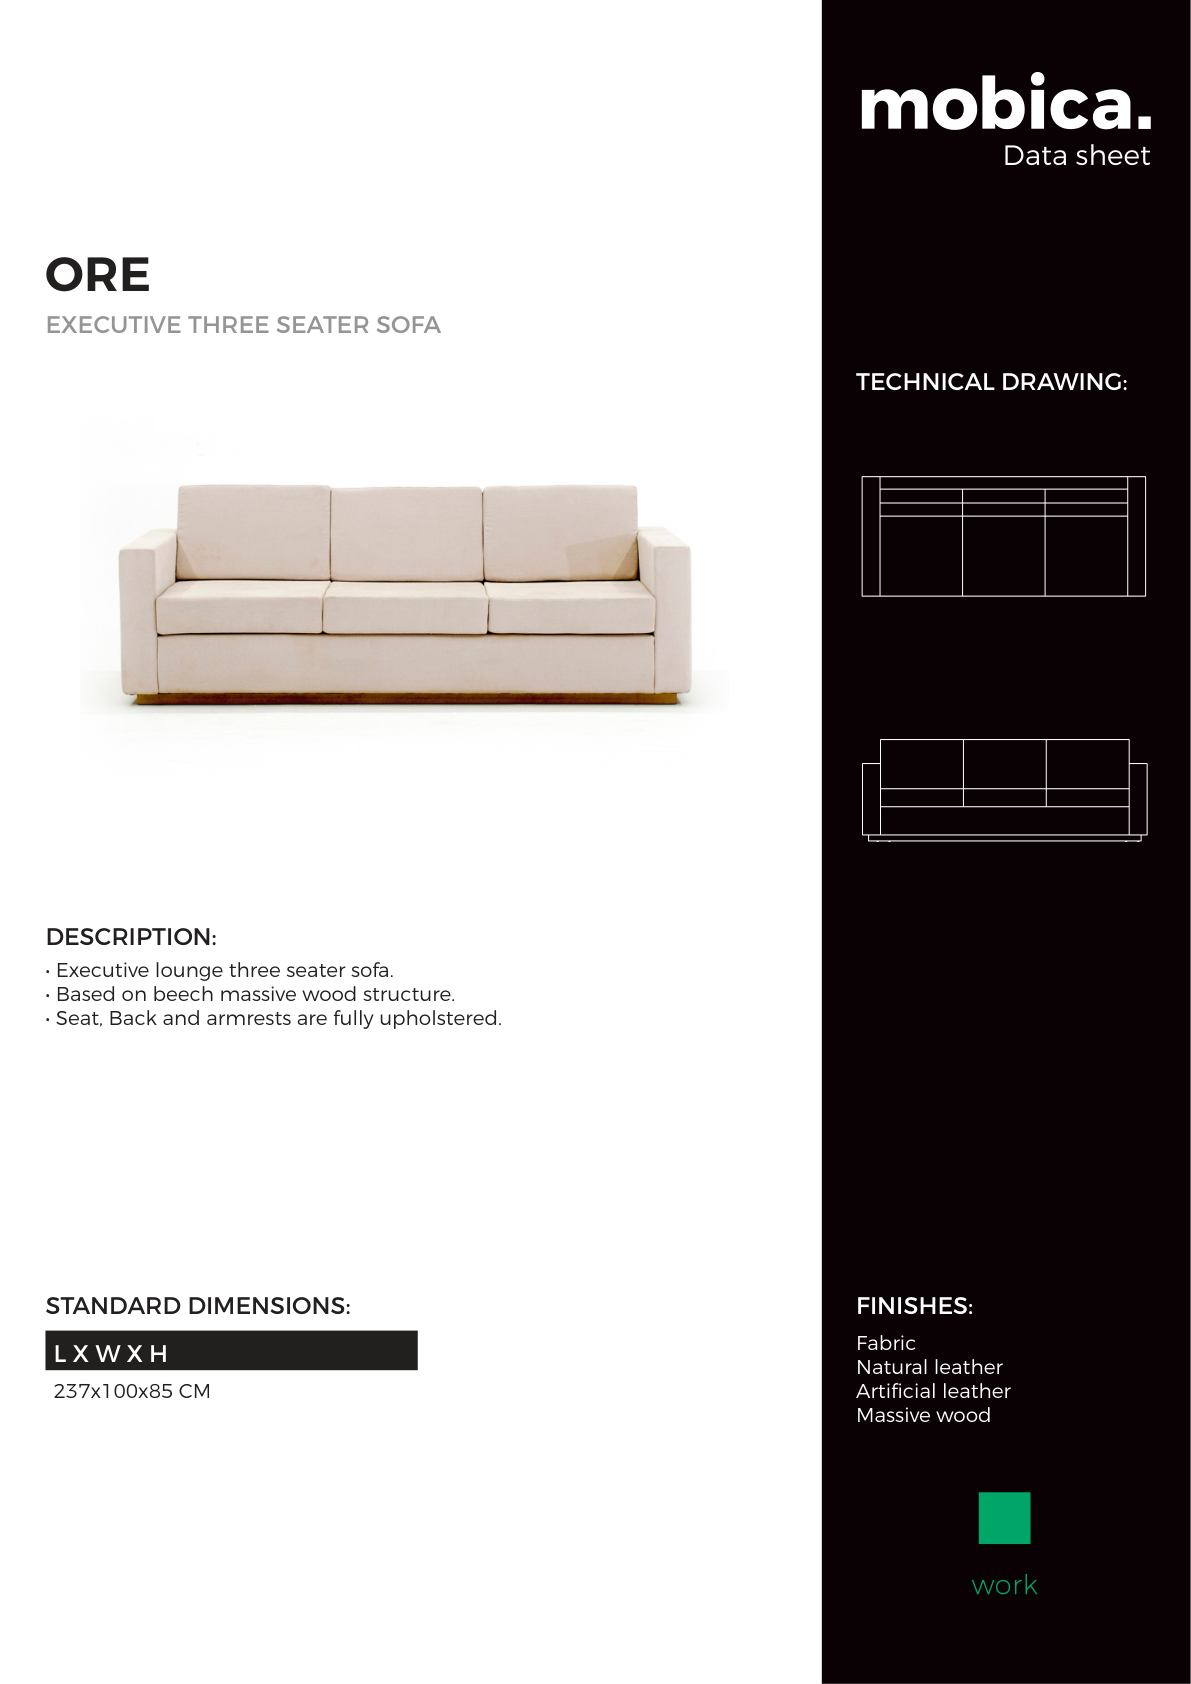 mobica.
Data sheet
ORE
EXECUTIVE THREE SEATER SOFA
TECHNICAL DRAWING:
DESCRIPTION:
• Executive lounge three seater sofa.
• Based on beech massive wood structure.
• Seat, Back and armrests are fully upholstered.
STANDARD DIMENSIONS:
L X W X H
237x100x85 CM
FINISHES:
Fabric
Natural leather
Artificial leather
Massive wood
work